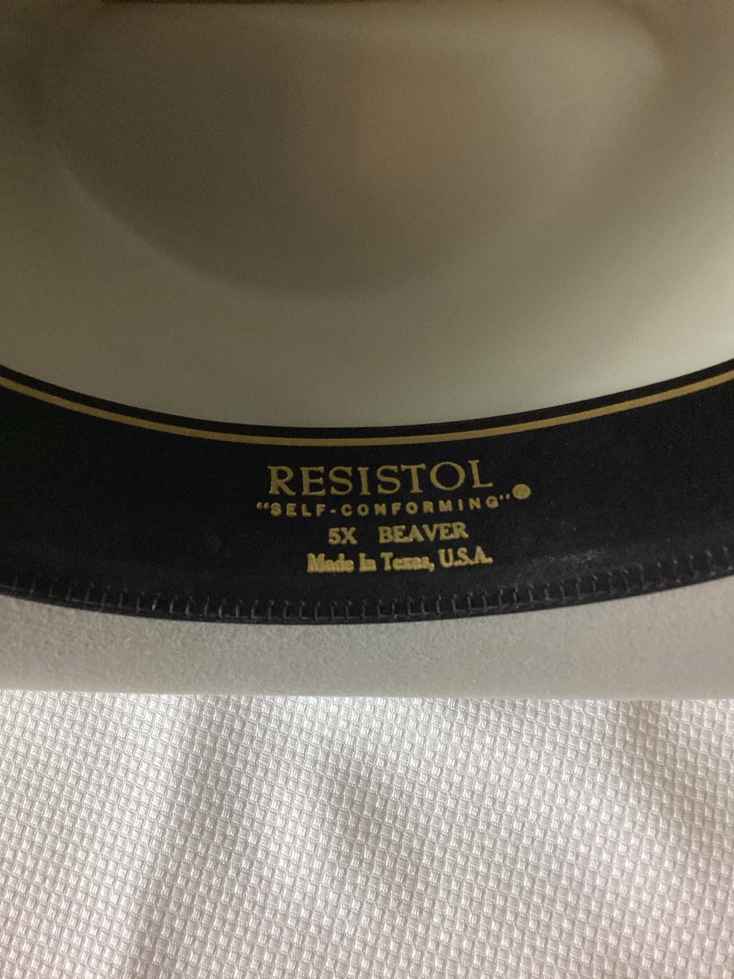 RESISTOL
"SELF-CONFORMING"
5X BEAVER
Made in Texas, U.S.A.